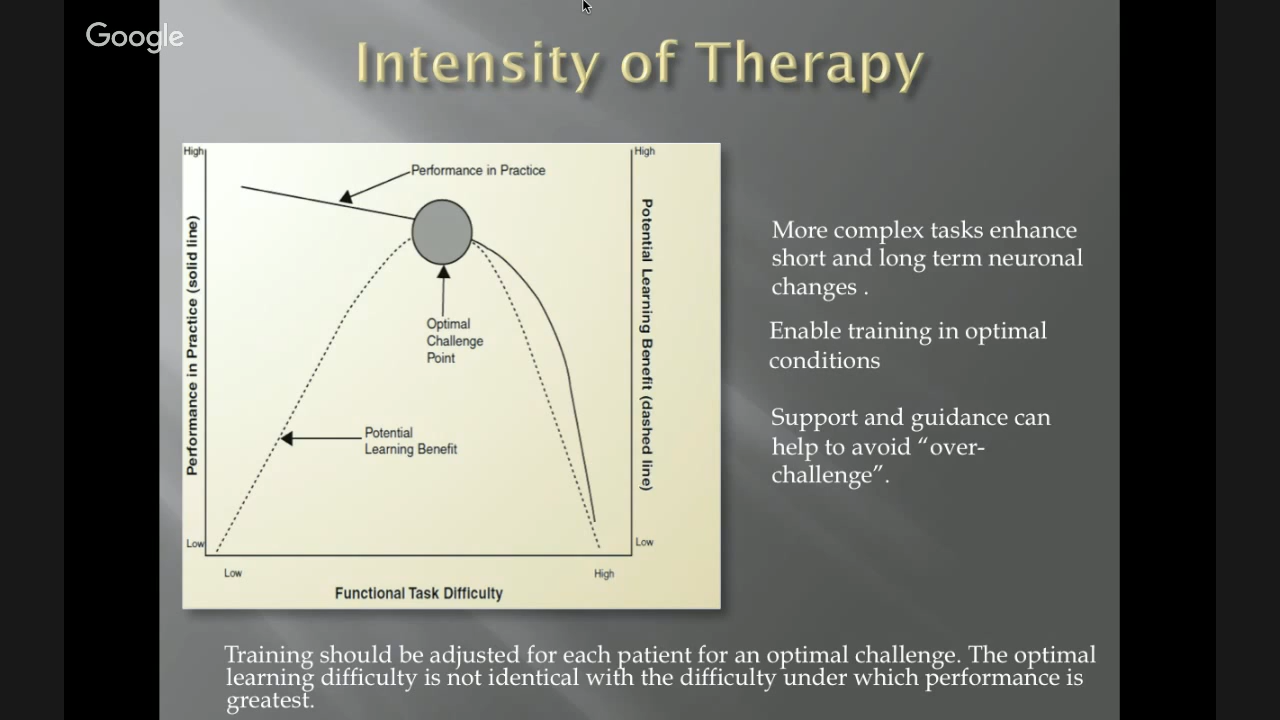 Google
Intensity of Therapy
High
High
Performance in Practice
Performance in Practice (solid line)
Potential Learning Benefit (dashed line)
Optimal
Challenge
Point
Potential
Learning Benefit
Low
Low
Low
High
Functional Task Difficulty
More complex tasks enhance
short and long term neuronal
changes .
Enable training in optimal
conditions
Support and guidance can
help to avoid “over-
challenge”.
Training should be adjusted for each patient for an optimal challenge. The optimal
learning difficulty is not identical with the difficulty under which performance is
greatest.